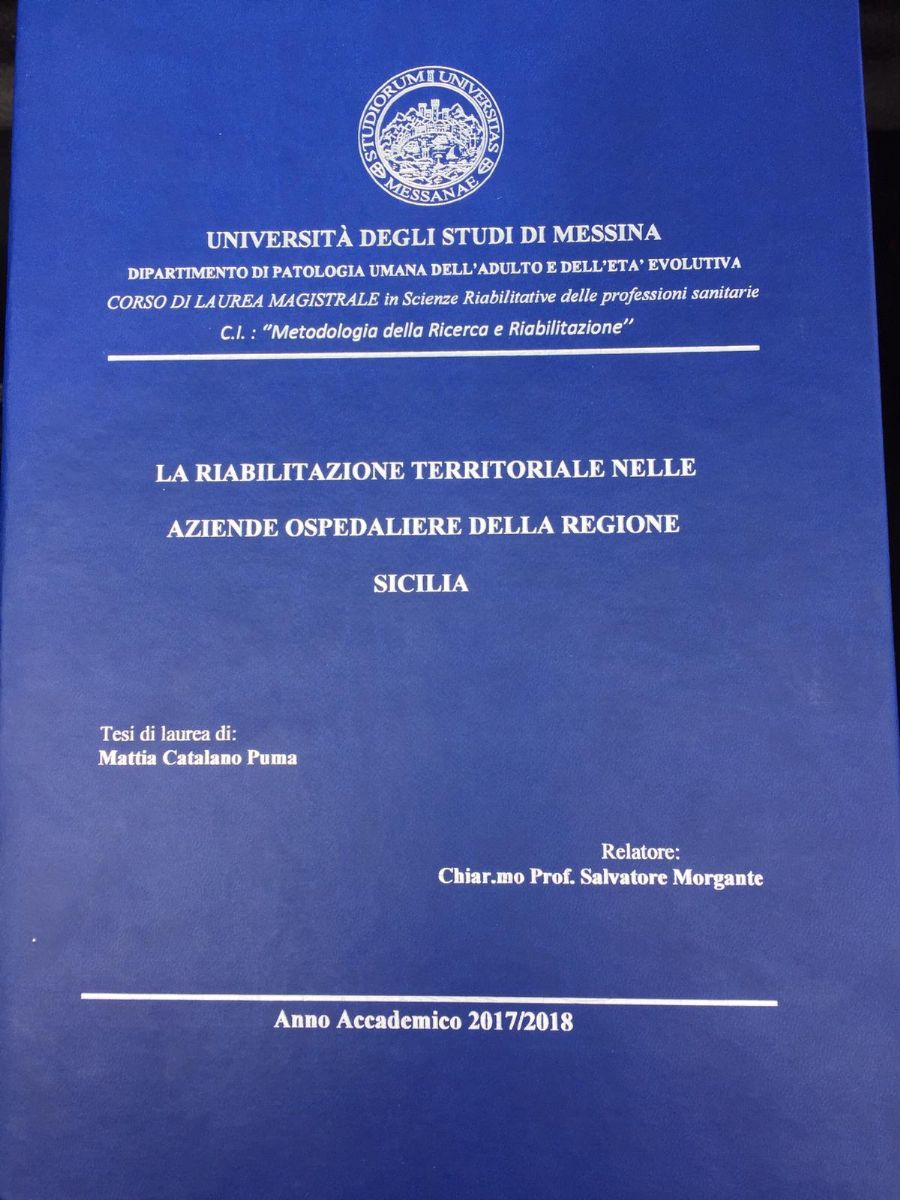 STUDIORUM UNIVERSITAS
MESSANAE
UNIVERSITÀ DEGLI STUDI DI MESSINA
DIPARTIMENTO DI PATOLOGIA UMANA DELL'ADULTO E DELL'ETA' EVOLUTIVA
CORSO DI LAUREA MAGISTRALE in Scienze Riabilitative delle professioni sanitarie
C.I. : “Metodologia della Ricerca e Riabilitazione’’
LA RIABILITAZIONE TERRITORIALE NELLE
AZIENDE OSPEDALIERE DELLA REGIONE
SICILIA
Tesi di laurea di:
Mattia Catalano Puma
Relatore:
Chiar.mo Prof. Salvatore Morgante
Anno Accademico 2017/2018